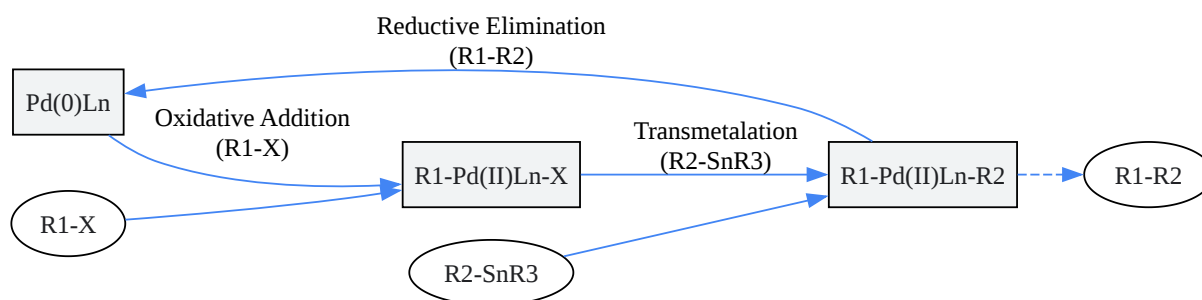 Reductive Elimination
(R1-R2)
Pd(0)Ln
Oxidative Addition
(R1-X)
Transmetalation
(R2-SnR3)
R1-Pd(II)Ln-X
R1-Pd(II)Ln-R2
R1-R2
R1-X
R2-SnR3